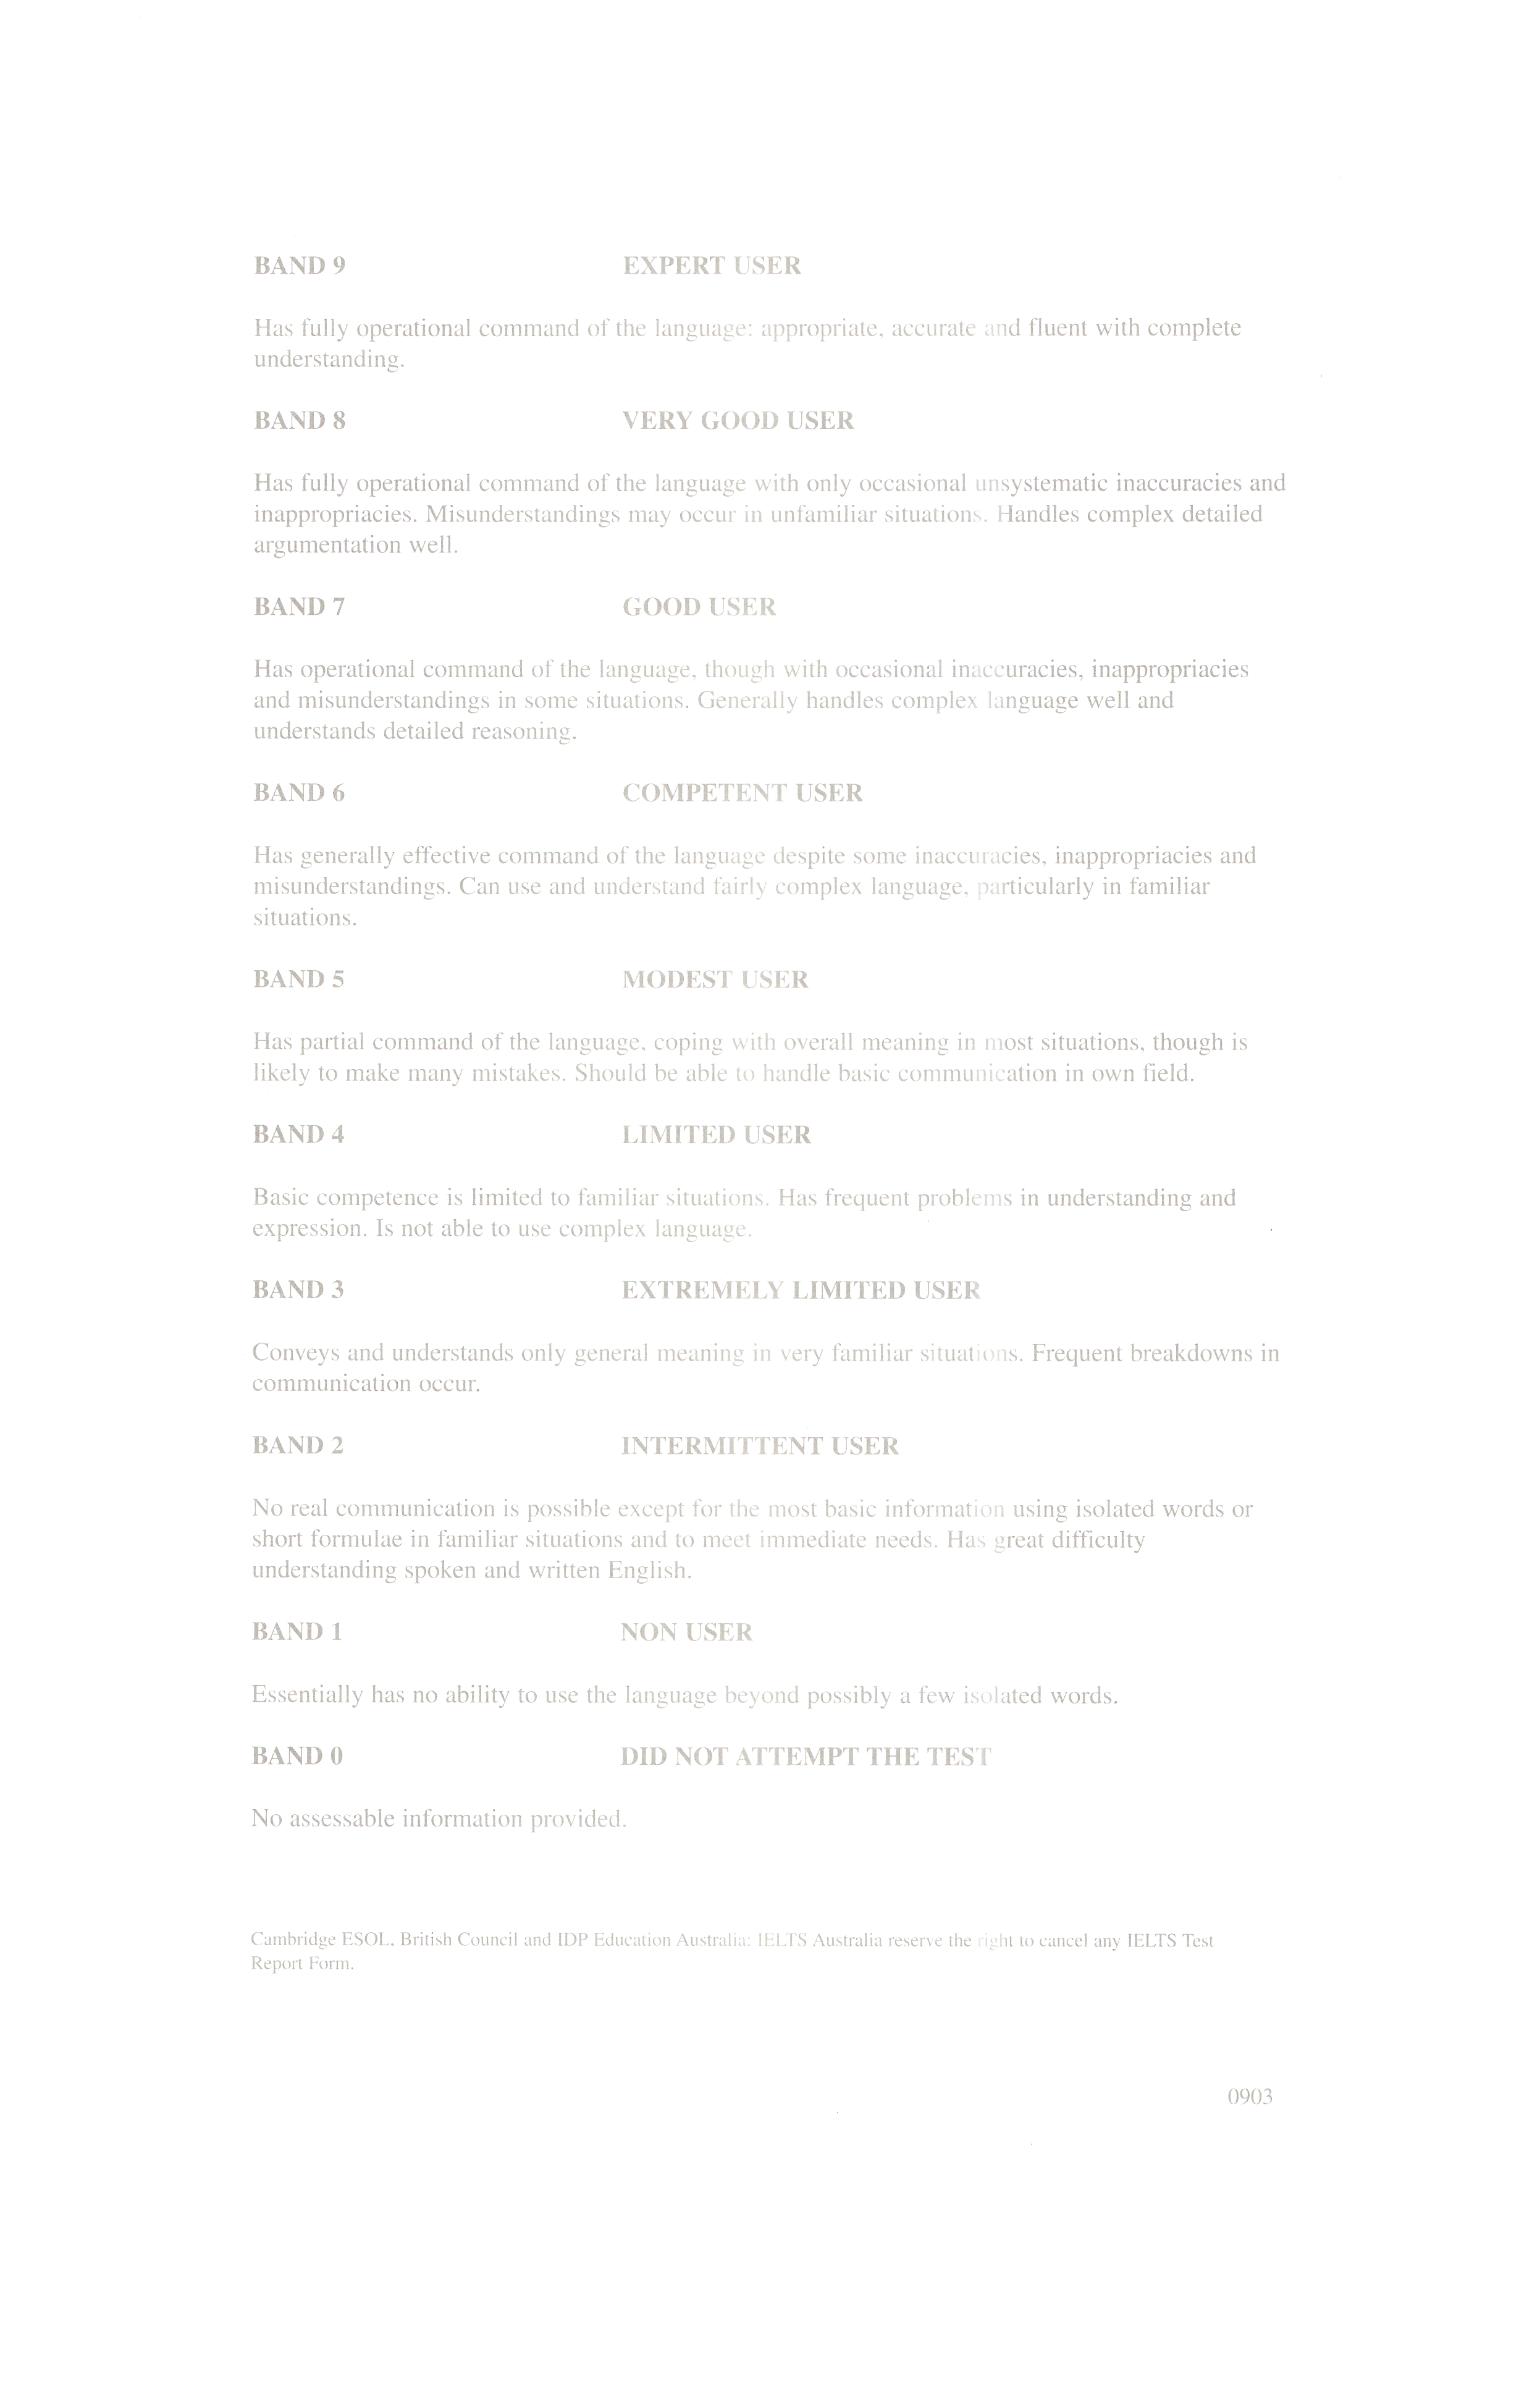 BAND 9 EXPERT USER
Has fully operational command of the language: appropriate, accurate and fluent with complete
understanding.
BAND 8 VERY GOOD USER
Has fully operational command of the language with only occasional unsystematic inaccuracies and
inappropriacies. Misunderstandings may occur in unfamiliar situations. Handles complex detailed
argumentation well.
BAND 7 GOOD USER
Has operational command of the language, though with occasional inaccuracies, inappropriacies
and misunderstandings in some situations. Generally handles complex language well and
understands detailed reasoning.
BAND 6 COMPETENT USER
Has generally effective command of the language despite some inaccuracies, inappropriacies and
misunderstandings. Can use and understand fairly complex language, particularly in familiar
situations.
BAND 5 MODEST USER
Has partial command of the language, coping with overall meaning in most situations, though is
likely to make many mistakes. Should be able to handle basic communication in own field.
BAND 4 LIMITED USER
Basic competence is limited to familiar situations. Has frequent problems in understanding and
expression. Is not able to use complex language.
BAND 3 EXTREMELY LIMITED USER
Conveys and understands only general meaning in very familiar situations. Frequent breakdowns in
communication occur.
BAND 2 INTERMITTENT USER
No real communication is possible except for the most basic information using isolated words or
short formulae in familiar situations and to meet immediate needs. Has great difficulty
understanding spoken and written English.
BAND 1 NON USER
Essentially has no ability to use the language beyond possibly a few isolated words.
BAND 0 DID NOT ATTEMPT THE TEST
No assessable information provided.
Cambridge ESOL, British Council and IDP Education Australia: IELTS Australia reserve the right to cancel any IELTS Test
Report Form.
0903